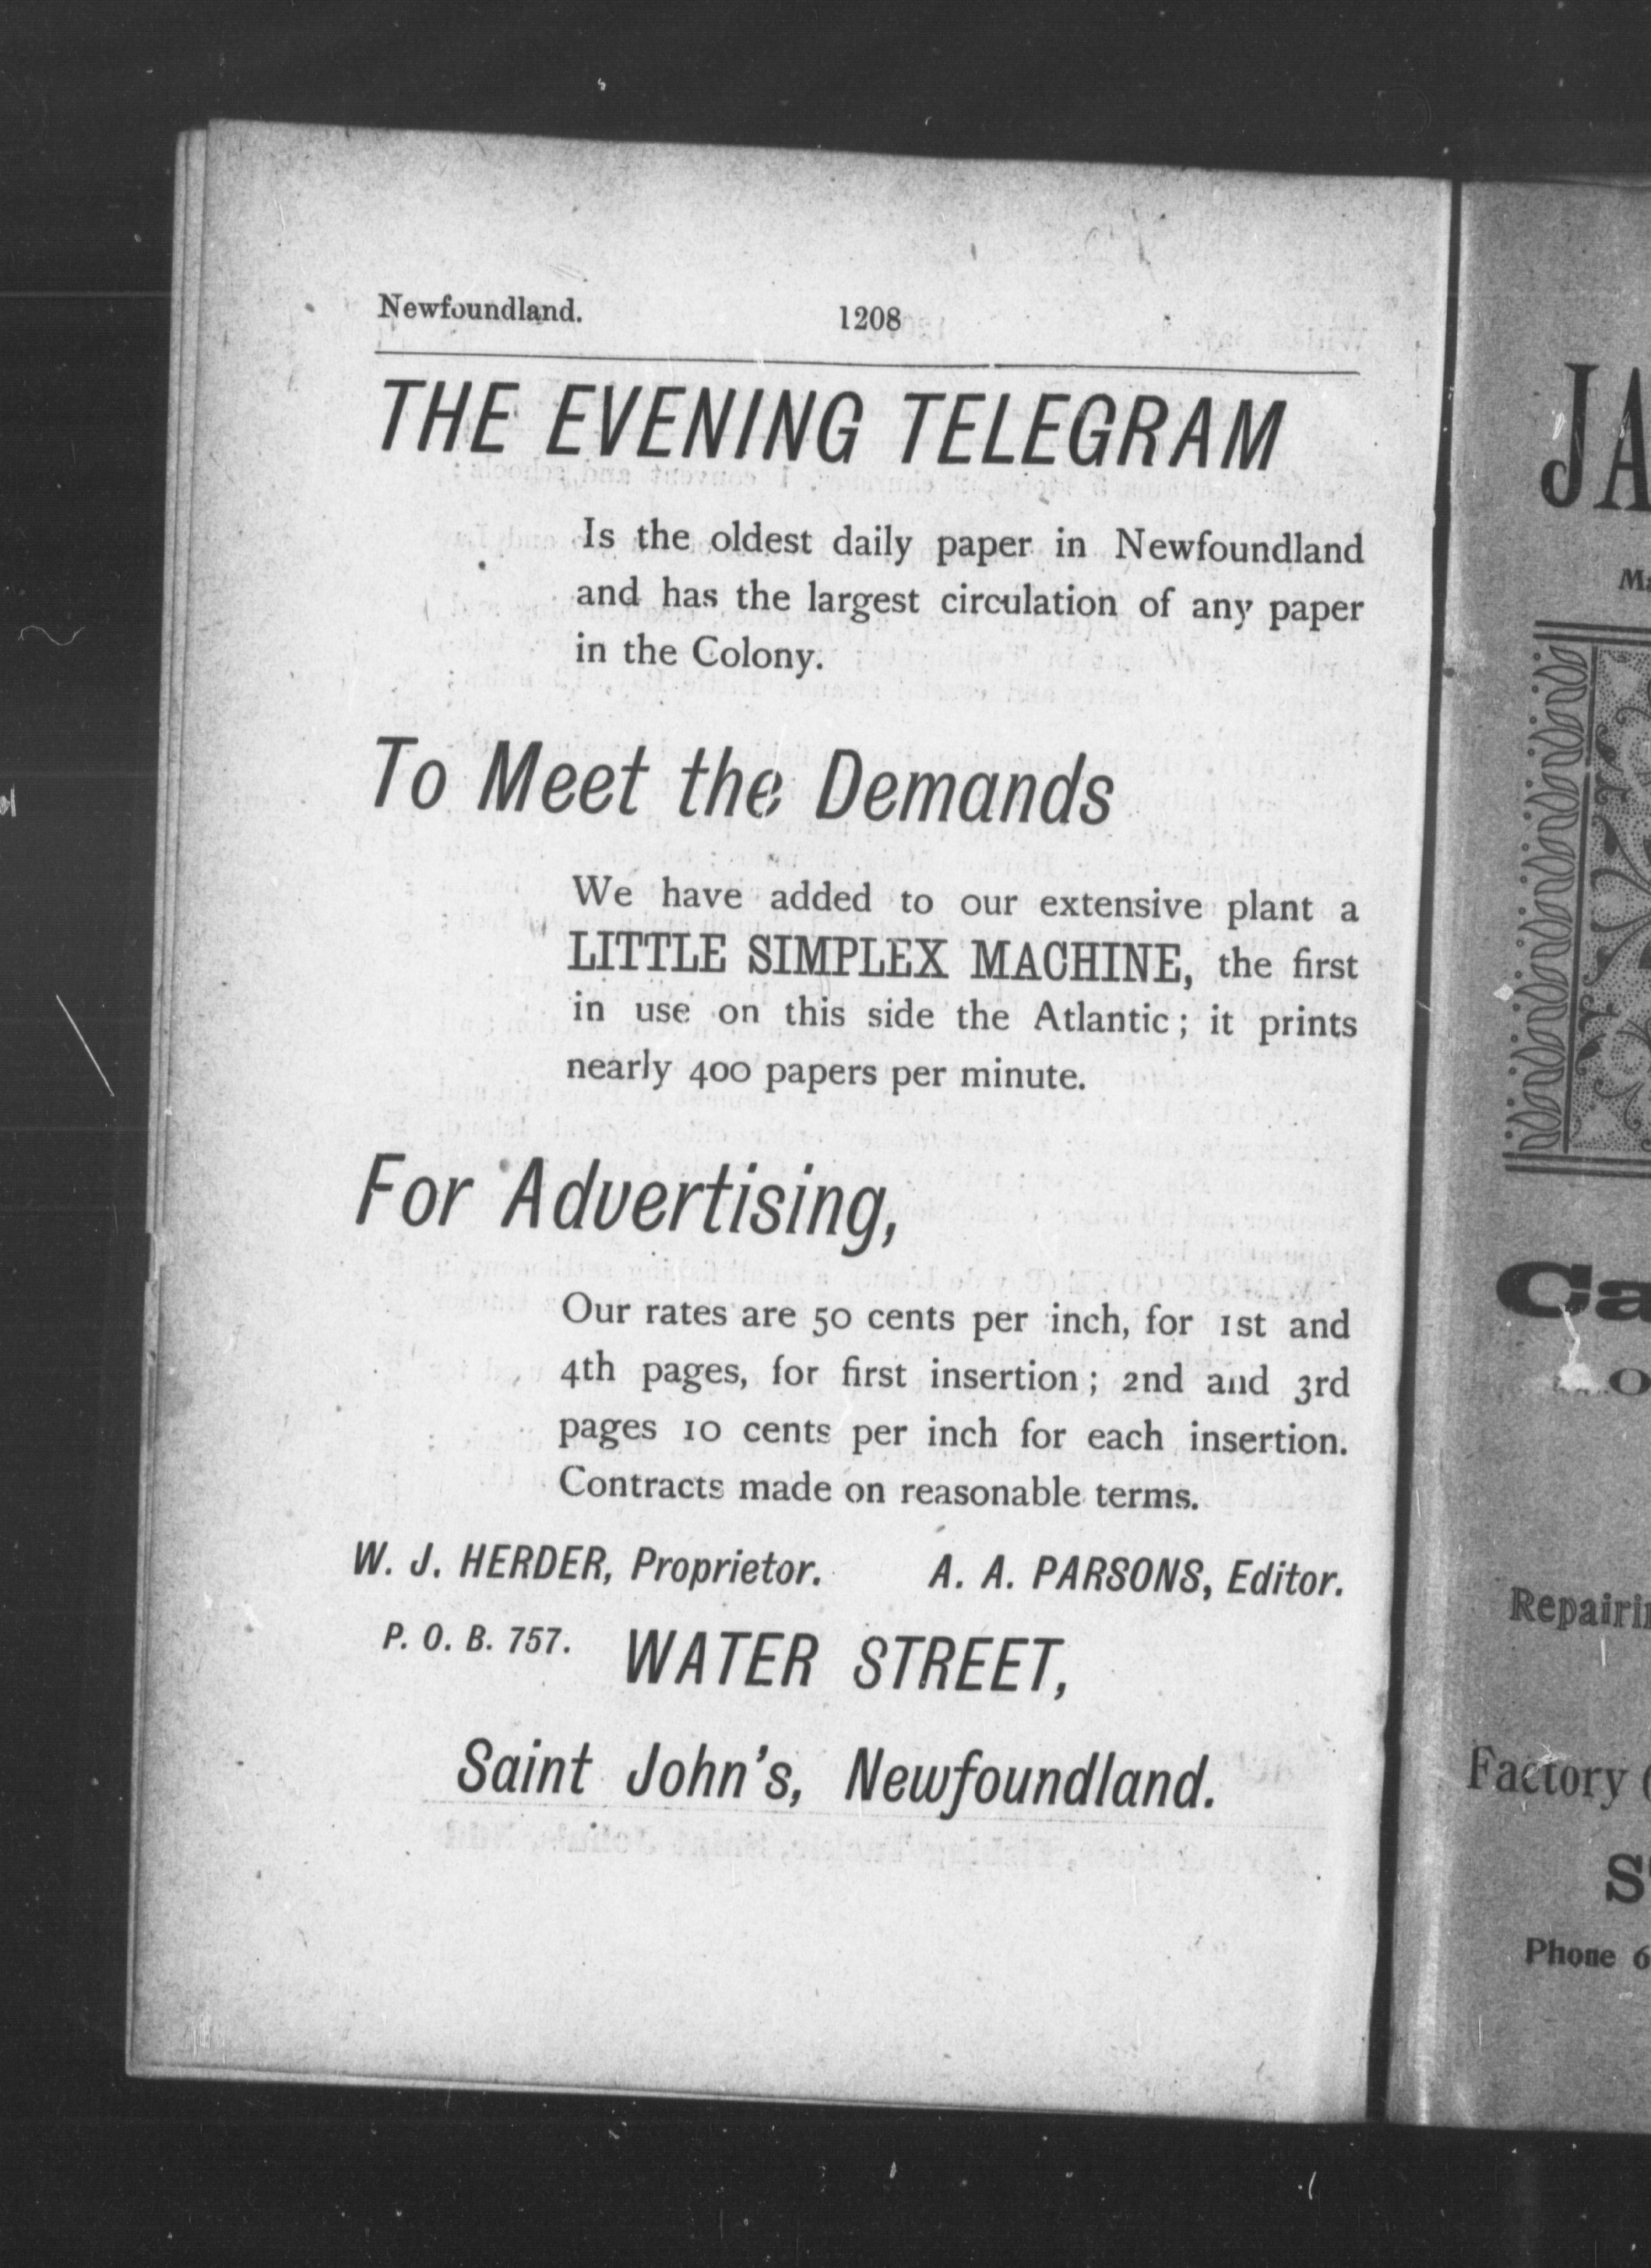 Newfoundland. 1208
THE EVENING TELEGRAM
Is the oldest daily paper in Newfoundland
and has the largest circulation of any paper
in the Colony.
To Meet the Demands
We have added to our extensive plant a
LITTLE SIMPLEX MACHINE, the first
in use on this side the Atlantic; it prints
nearly 400 papers per minute.
For Advertising,
Our rates are 50 cents per inch, for 1st and
4th pages, for first insertion; 2nd and 3rd
pages 10 cents per inch for each insertion.
Contracts made on reasonable terms.
W. J. HERDER, Proprietor. A. A. PARSONS, Editor.
P. O. B. 757. WATER STREET,
Saint John's, Newfoundland.
JA
Ca
Factory
Phone 6